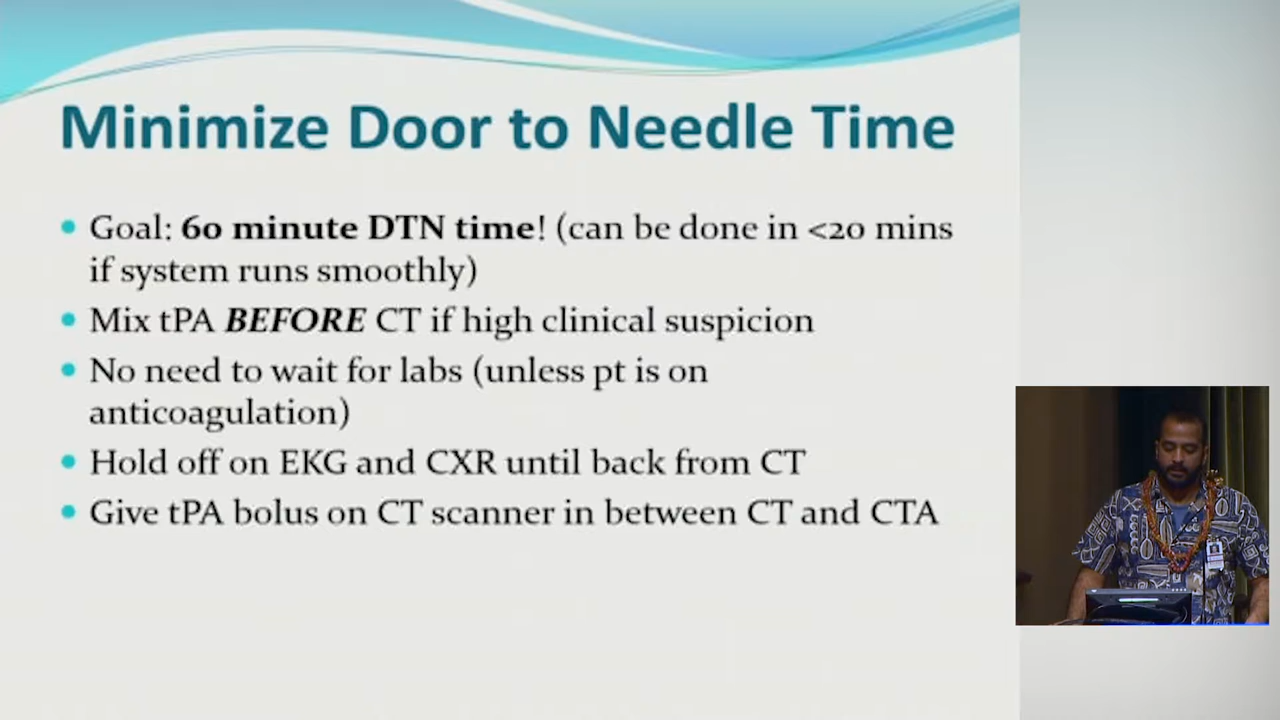 Minimize Door to Needle Time
• Goal: 60 minute DTN time! (can be done in <20 mins
if system runs smoothly)
• Mix tPA BEFORE CT if high clinical suspicion
• No need to wait for labs (unless pt is on
anticoagulation)
• Hold off on EKG and CXR until back from CT
• Give tPA bolus on CT scanner in between CT and CTA